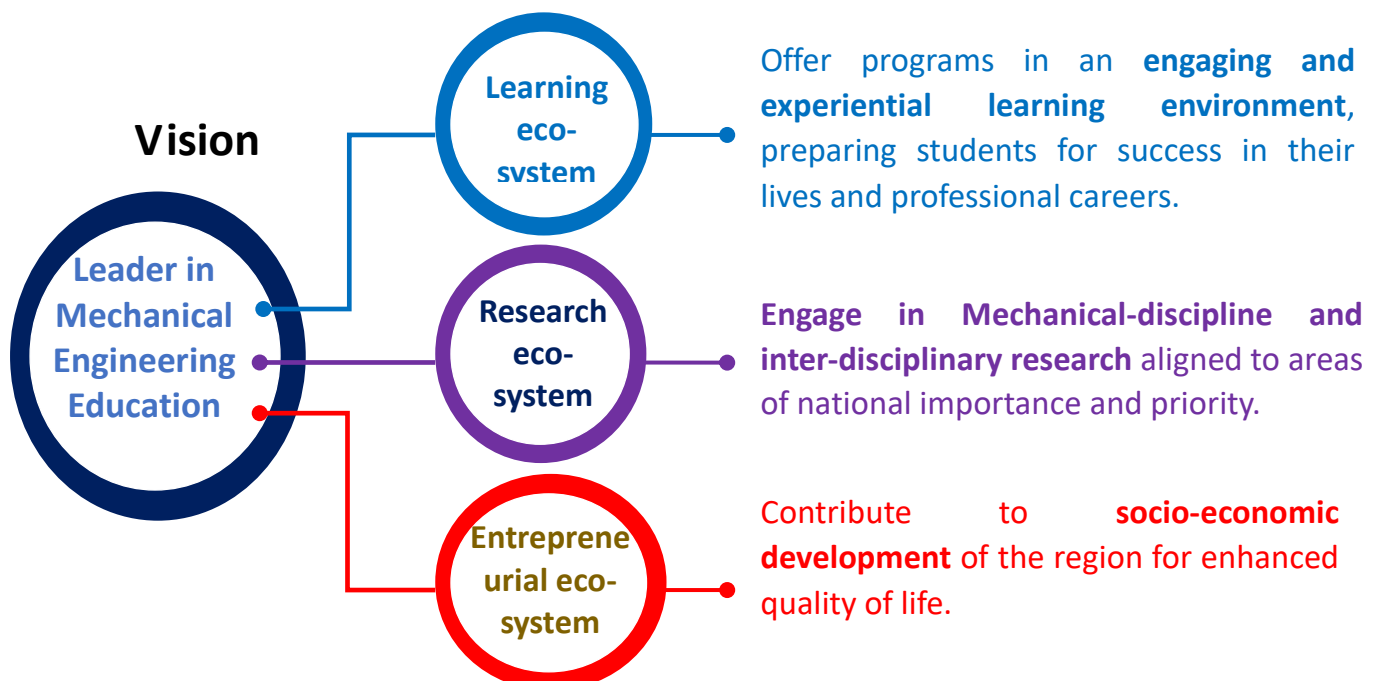 Vision
Leader in
Mechanical
Engineering
Education
Learning
eco-
system
Offer programs in an engaging and
experiential learning environment,
preparing students for success in their
lives and professional careers.
Research
eco-
system
Engage in Mechanical-discipline and
inter-disciplinary research aligned to areas
of national importance and priority.
Entreprene
urial eco-
system
Contribute to socio-economic
development of the region for enhanced
quality of life.